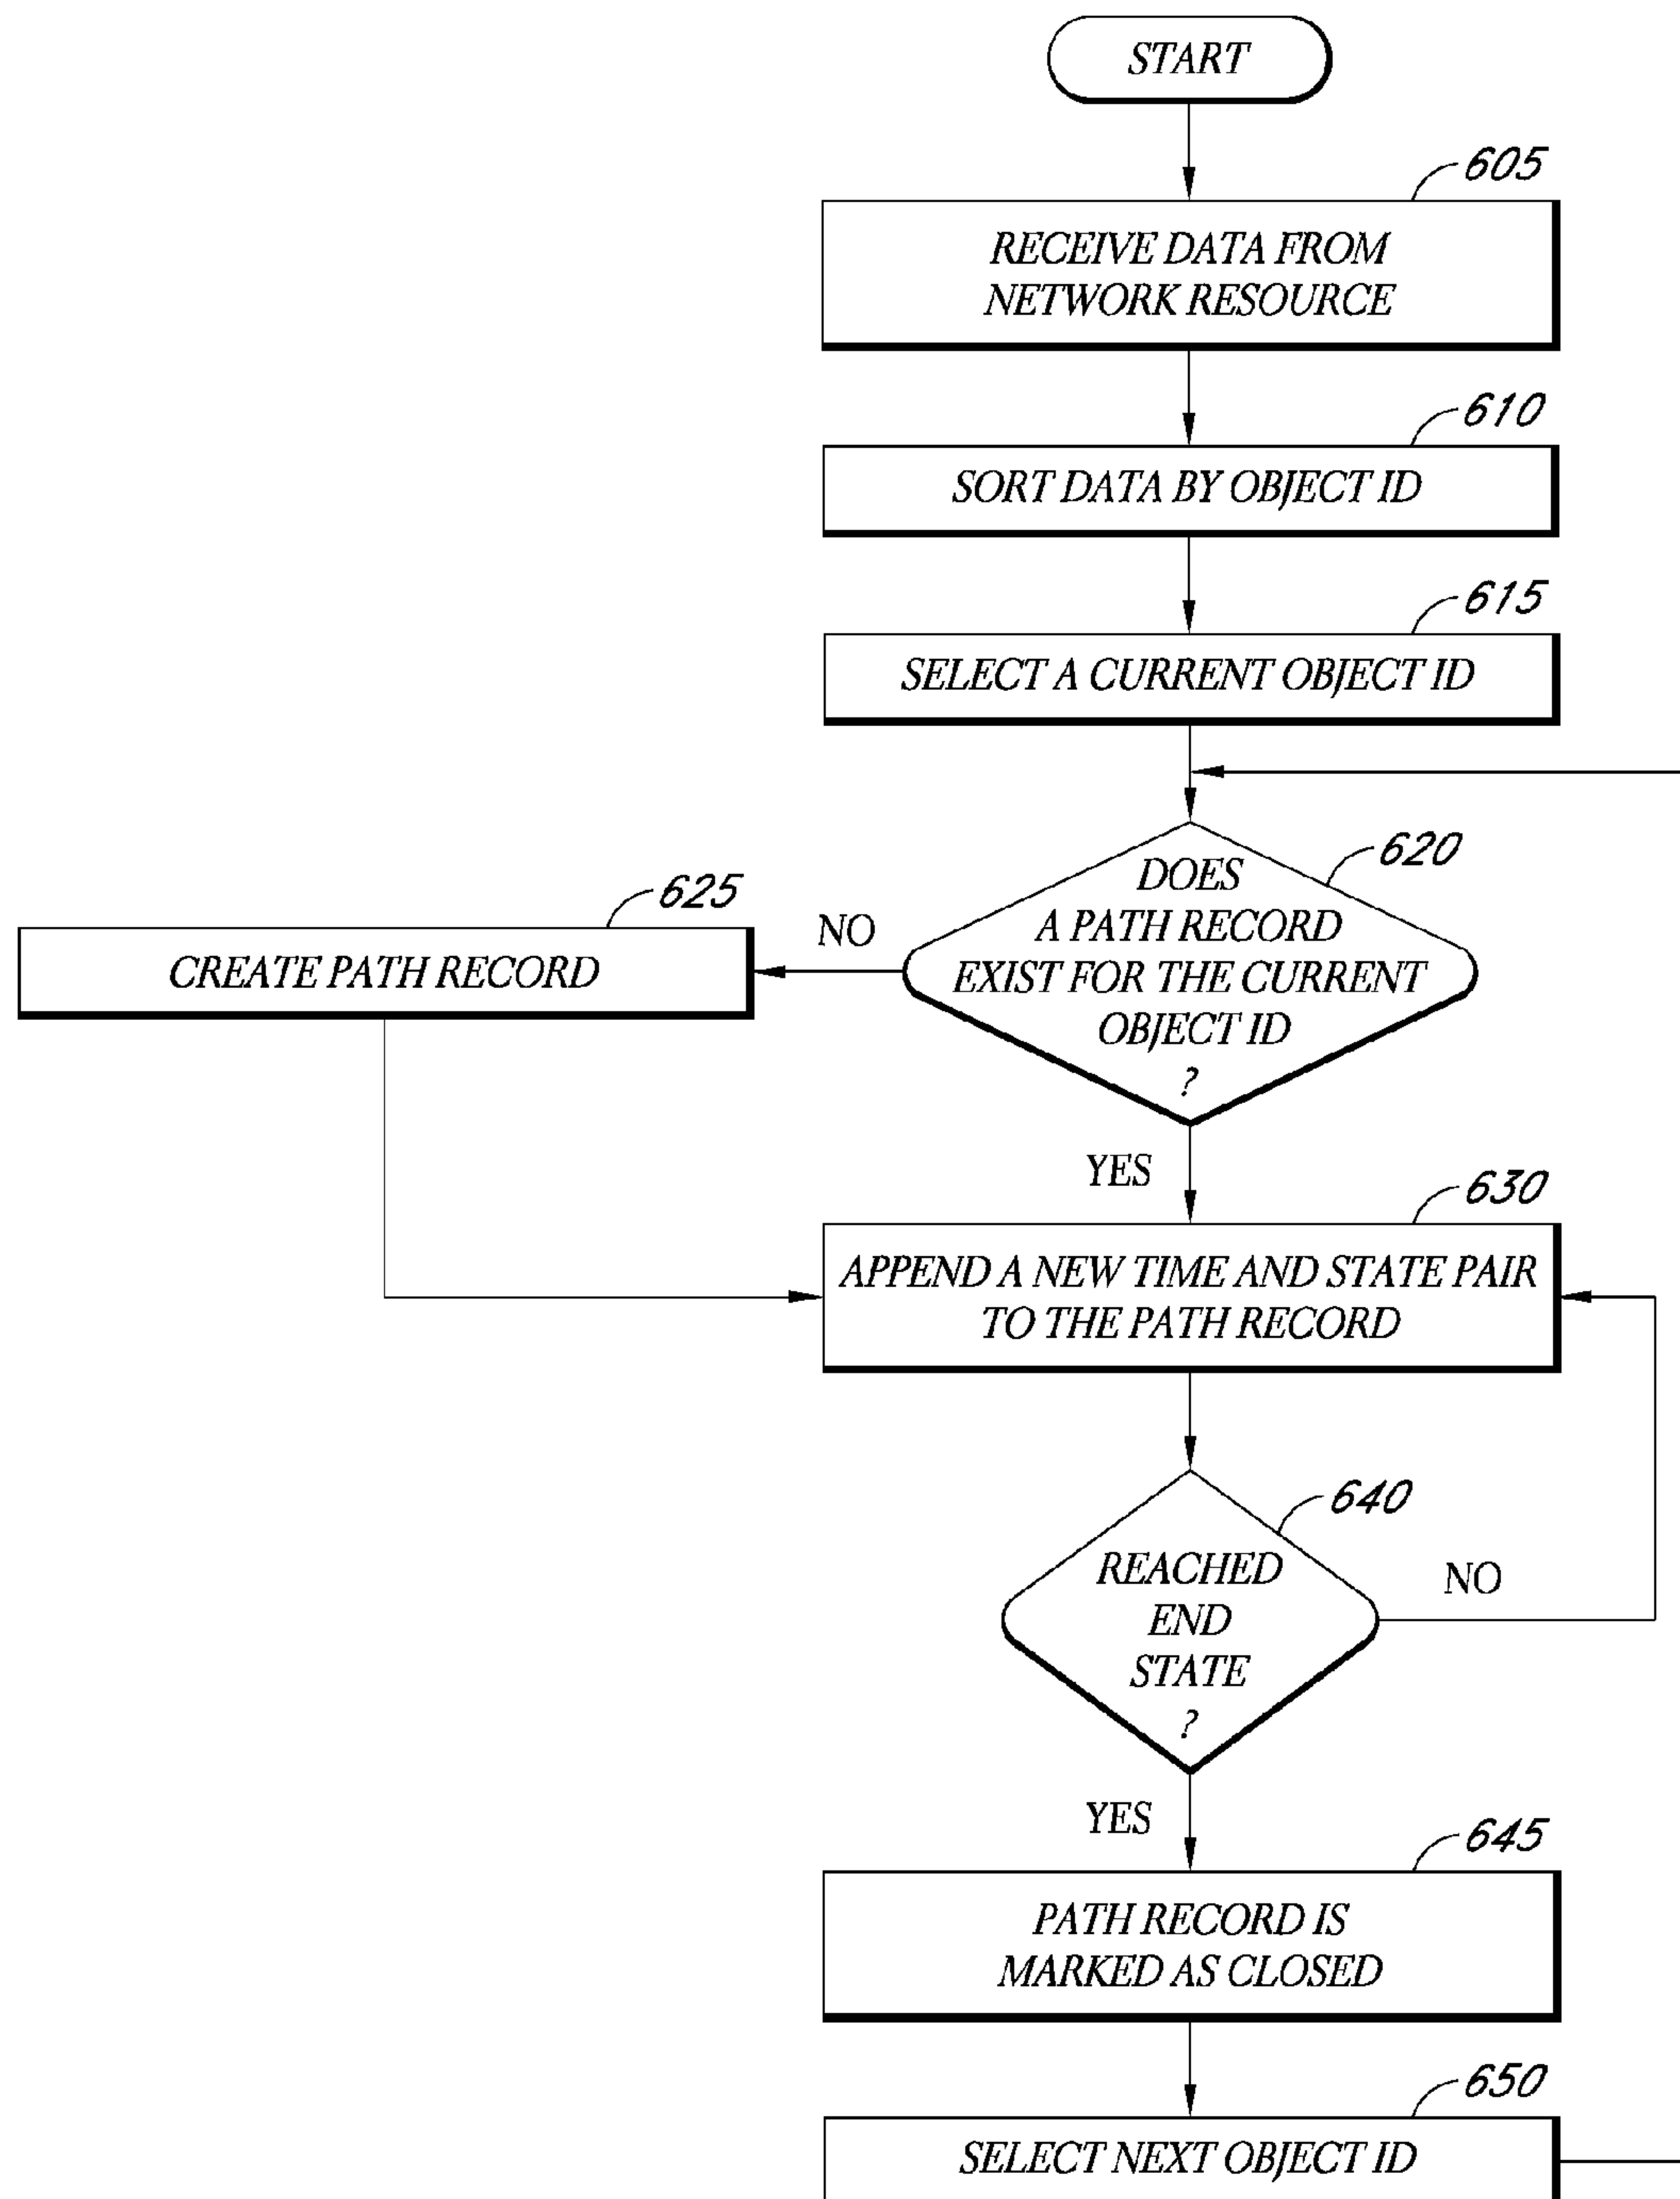 START
605
RECEIVE DATA FROM
NETWORK RESOURCE
610
SORT DATA BY OBJECT ID
615
SELECT A CURRENT OBJECT ID
620
DOES
A PATH RECORD
EXIST FOR THE CURRENT
OBJECT ID
?
NO
625
CREATE PATH RECORD
YES
630
APPEND A NEW TIME AND STATE PAIR
TO THE PATH RECORD
640
REACHED
END
STATE
?
NO
YES
645
PATH RECORD IS
MARKED AS CLOSED
650
SELECT NEXT OBJECT ID